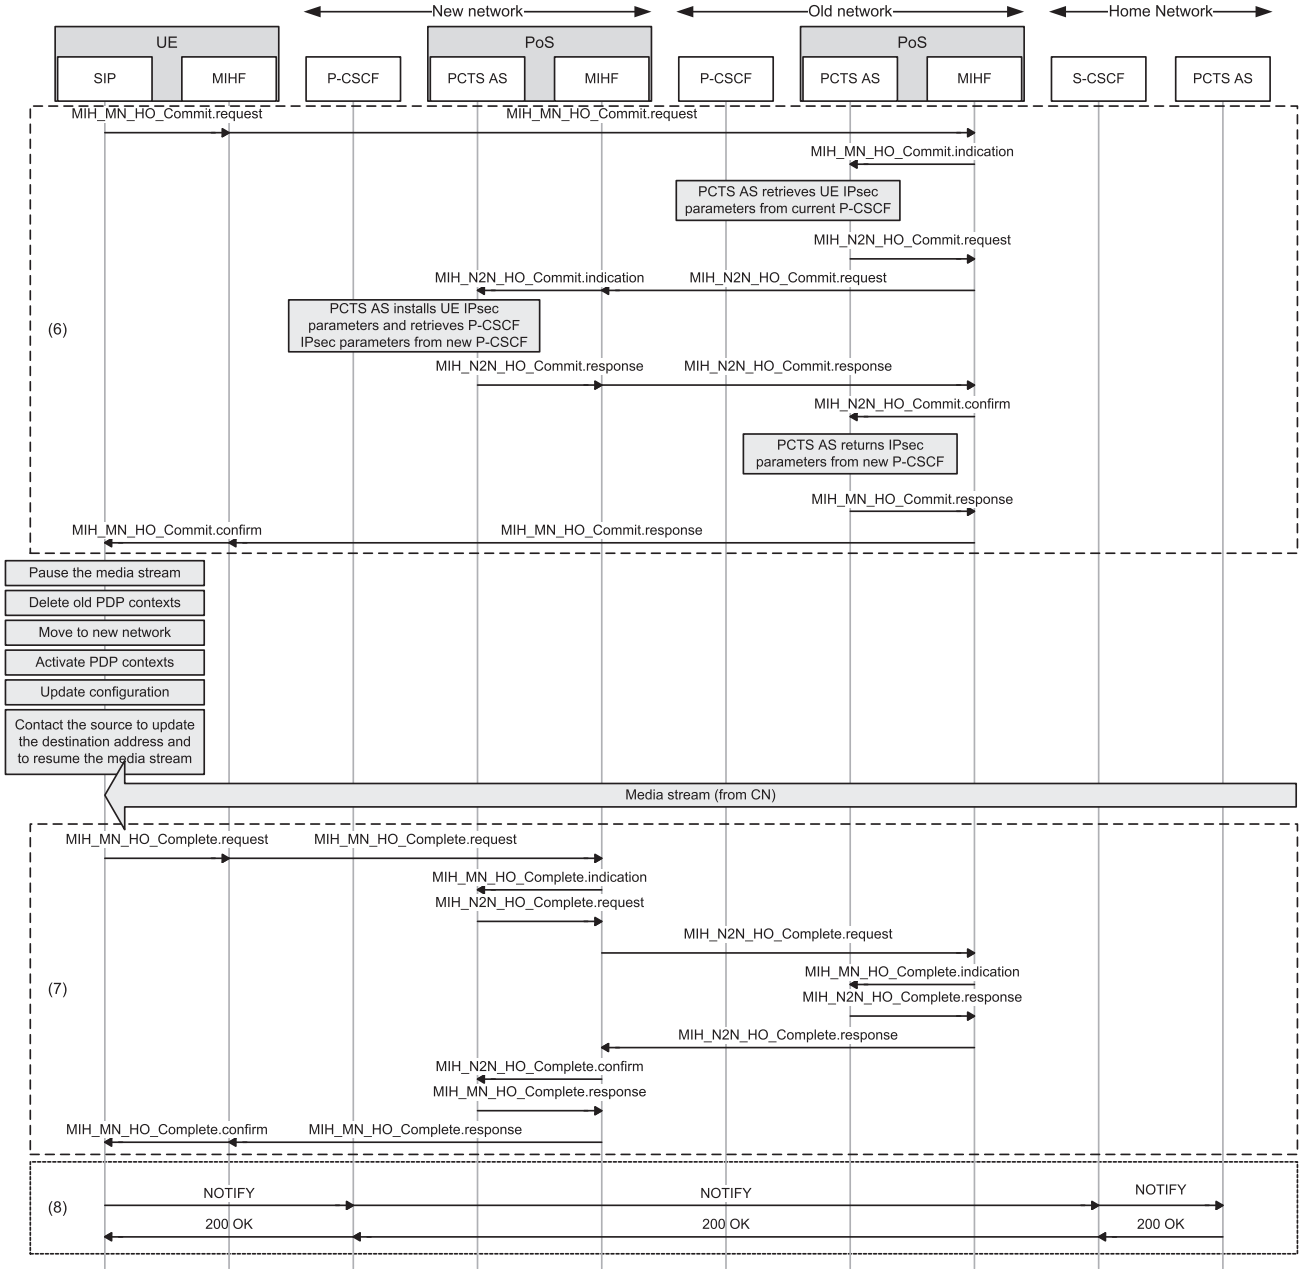 New network
Old network
Home Network
UE
PoS
PoS
SIP
MIHF
P-CSCF
PCTS AS
MIHF
P-CSCF
PCTS AS
MIHF
S-CSCF
PCTS AS
(6)
MIH_MN_HO_Commit.request
MIH_MN_HO_Commit.request
MIH_MN_HO_Commit.indication
PCTS AS retrieves UE IPsec
parameters from current P-CSCF
MIH_N2N_HO_Commit.request
MIH_N2N_HO_Commit.indication
MIH_N2N_HO_Commit.request
PCTS AS installs UE IPsec
parameters and retrieves P-CSCF
IPsec parameters from new P-CSCF
MIH_N2N_HO_Commit.response
MIH_N2N_HO_Commit.response
MIH_N2N_HO_Commit.confirm
PCTS AS returns IPsec
parameters from new P-CSCF
MIH_MN_HO_Commit.response
MIH_MN_HO_Commit.confirm
MIH_MN_HO_Commit.response
Pause the media stream
Delete old PDP contexts
Move to new network
Activate PDP contexts
Update configuration
Contact the source to update
the destination address and
to resume the media stream
Media stream (from CN)
(7)
MIH_MN_HO_Complete.request
MIH_MN_HO_Complete.request
MIH_MN_HO_Complete.indication
MIH_N2N_HO_Complete.request
MIH_N2N_HO_Complete.request
MIH_MN_HO_Complete.indication
MIH_N2N_HO_Complete.response
MIH_N2N_HO_Complete.response
MIH_N2N_HO_Complete.confirm
MIH_MN_HO_Complete.response
MIH_MN_HO_Complete.confirm
MIH_MN_HO_Complete.response
(8)
NOTIFY
NOTIFY
NOTIFY
200 OK
200 OK
200 OK